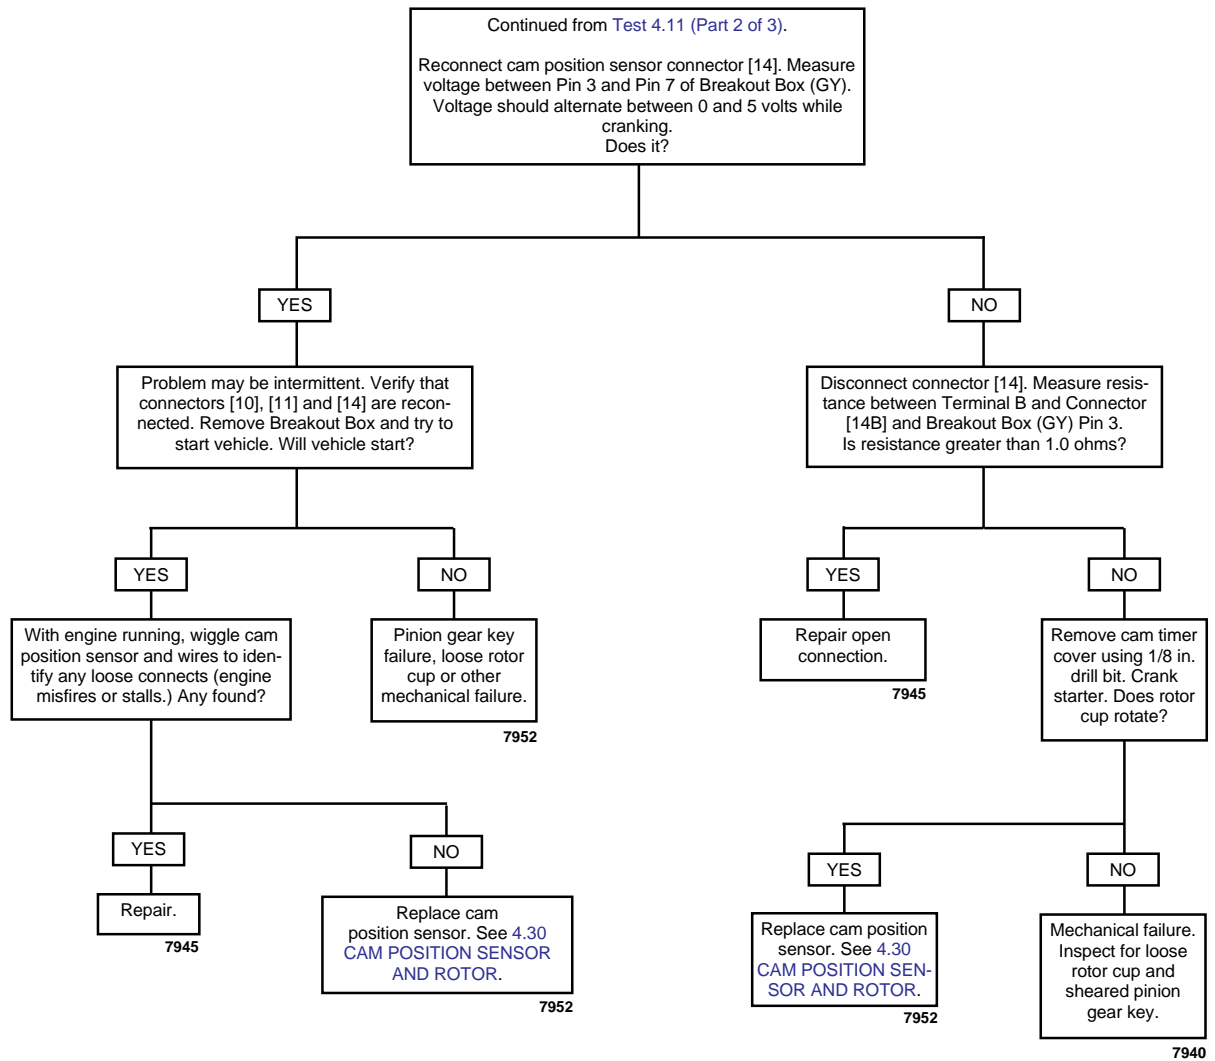 Continued from Test 4.11 (Part 2 of 3).
Reconnect cam position sensor connector [14]. Measure
voltage between Pin 3 and Pin 7 of Breakout Box (GY).
Voltage should alternate between 0 and 5 volts while
cranking.
Does it?
YES
NO
Problem may be intermittent. Verify that
connectors [10], [11] and [14] are recon-
nected. Remove Breakout Box and try to
start vehicle. Will vehicle start?
Disconnect connector [14]. Measure resis-
tance between Terminal B and Connector
[14B] and Breakout Box (GY) Pin 3.
Is resistance greater than 1.0 ohms?
YES
NO
YES
NO
With engine running, wiggle cam
position sensor and wires to iden-
tify any loose connects (engine
misfires or stalls.) Any found?
Pinion gear key
failure, loose rotor
cup or other
mechanical failure.
7952
Repair open
connection.
7945
Remove cam timer
cover using 1/8 in.
drill bit. Crank
starter. Does rotor
cup rotate?
YES
NO
YES
NO
Repair.
7945
Replace cam
position sensor. See 4.30
CAM POSITION SENSOR
AND ROTOR.
7952
Replace cam position
sensor. See 4.30
CAM POSITION SEN-
SOR AND ROTOR.
7952
Mechanical failure.
Inspect for loose
rotor cup and
sheared pinion
gear key.
7940